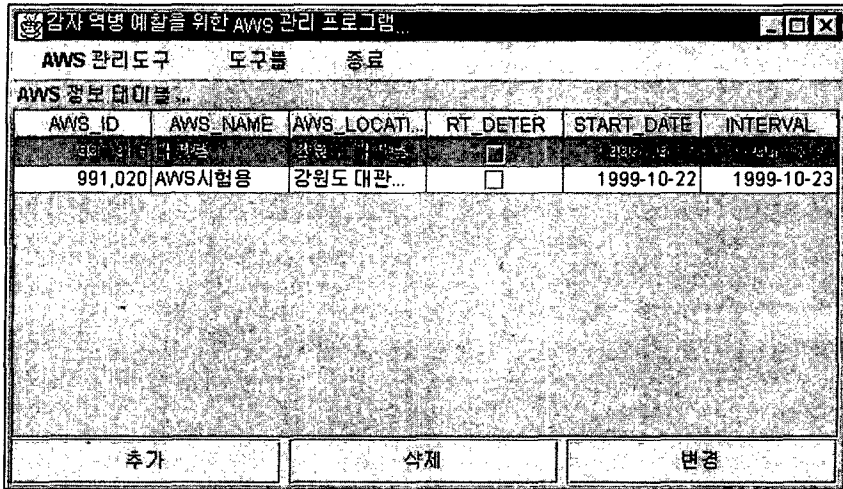 감자 역병 예찰을 위한 AWS 관리 프로그램...
AWS 관리도구 도구들 종료
AWS 정보 테이블...
AWS_ID AWS_NAME AWS_LOCATI... RT_DETER START_DATE INTERVAL
991,020 AWS시험용 강원도 대관... 1999-10-22 1999-10-23
추가 삭제 변경